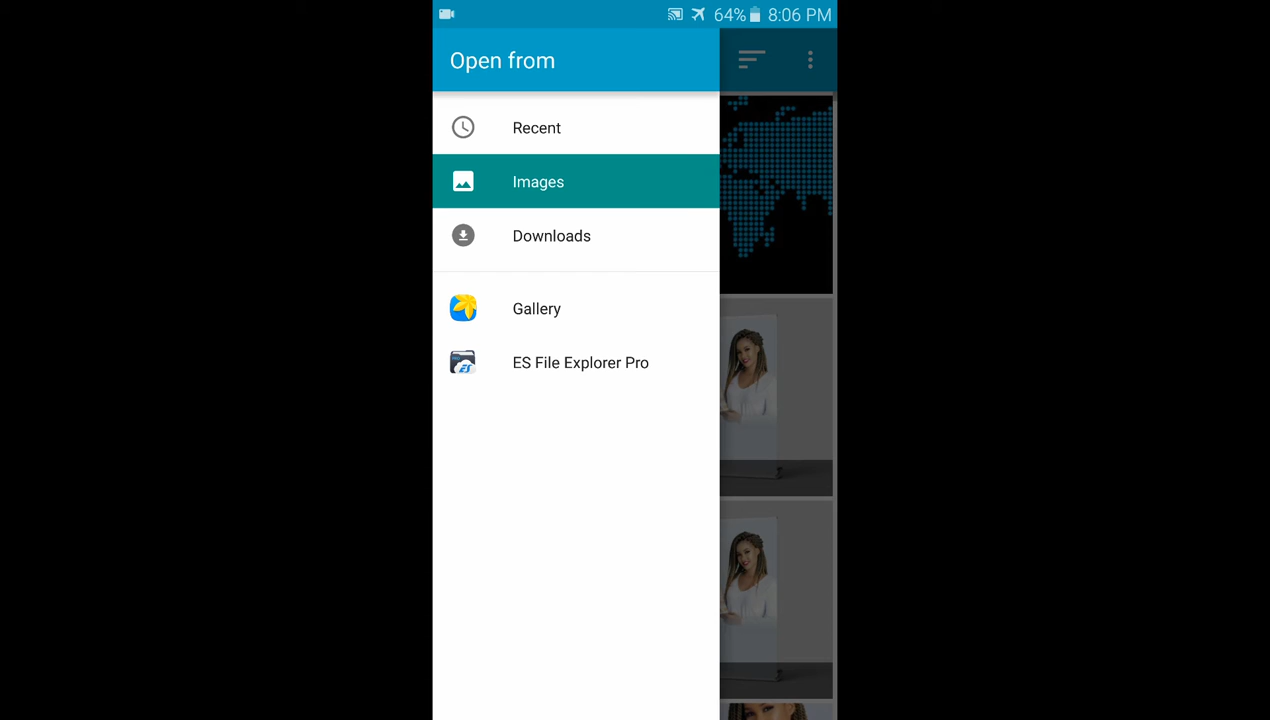 64% 8:06 PM
Open from
Recent
Images
Downloads
Gallery
ES File Explorer Pro